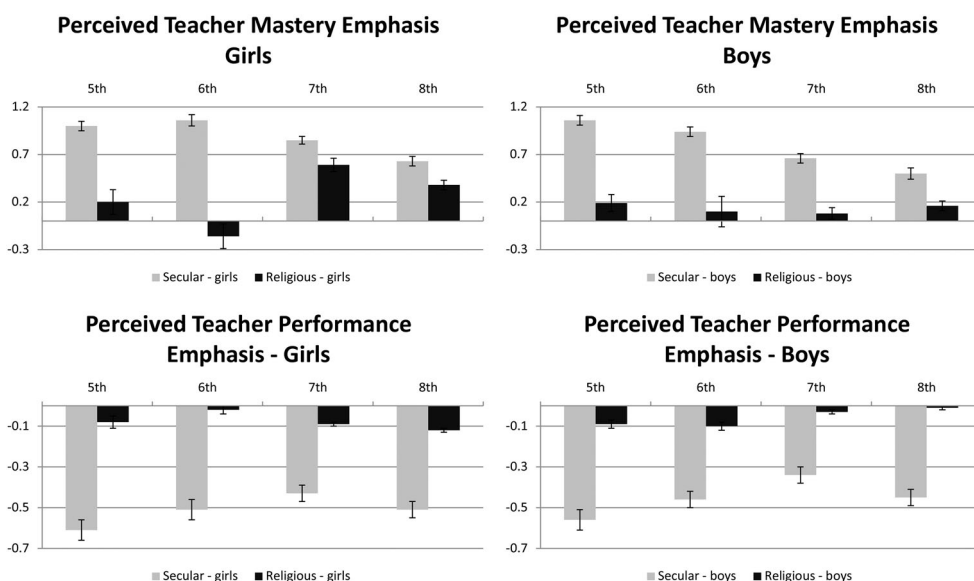 Perceived Teacher Mastery Emphasis
Girls
5th 6th 7th 8th
1.2
0.7
0.2
-0.3
Secular - girls Religious - girls
Perceived Teacher Mastery Emphasis
Boys
5th 6th 7th 8th
1.2
0.7
0.2
-0.3
Secular - boys Religious - boys
Perceived Teacher Performance
Emphasis - Girls
5th 6th 7th 8th
-0.1
-0.3
-0.5
-0.7
Secular - girls Religious - girls
Perceived Teacher Performance
Emphasis - Boys
5th 6th 7th 8th
-0.1
-0.3
-0.5
-0.7
Secular - boys Religious - boys